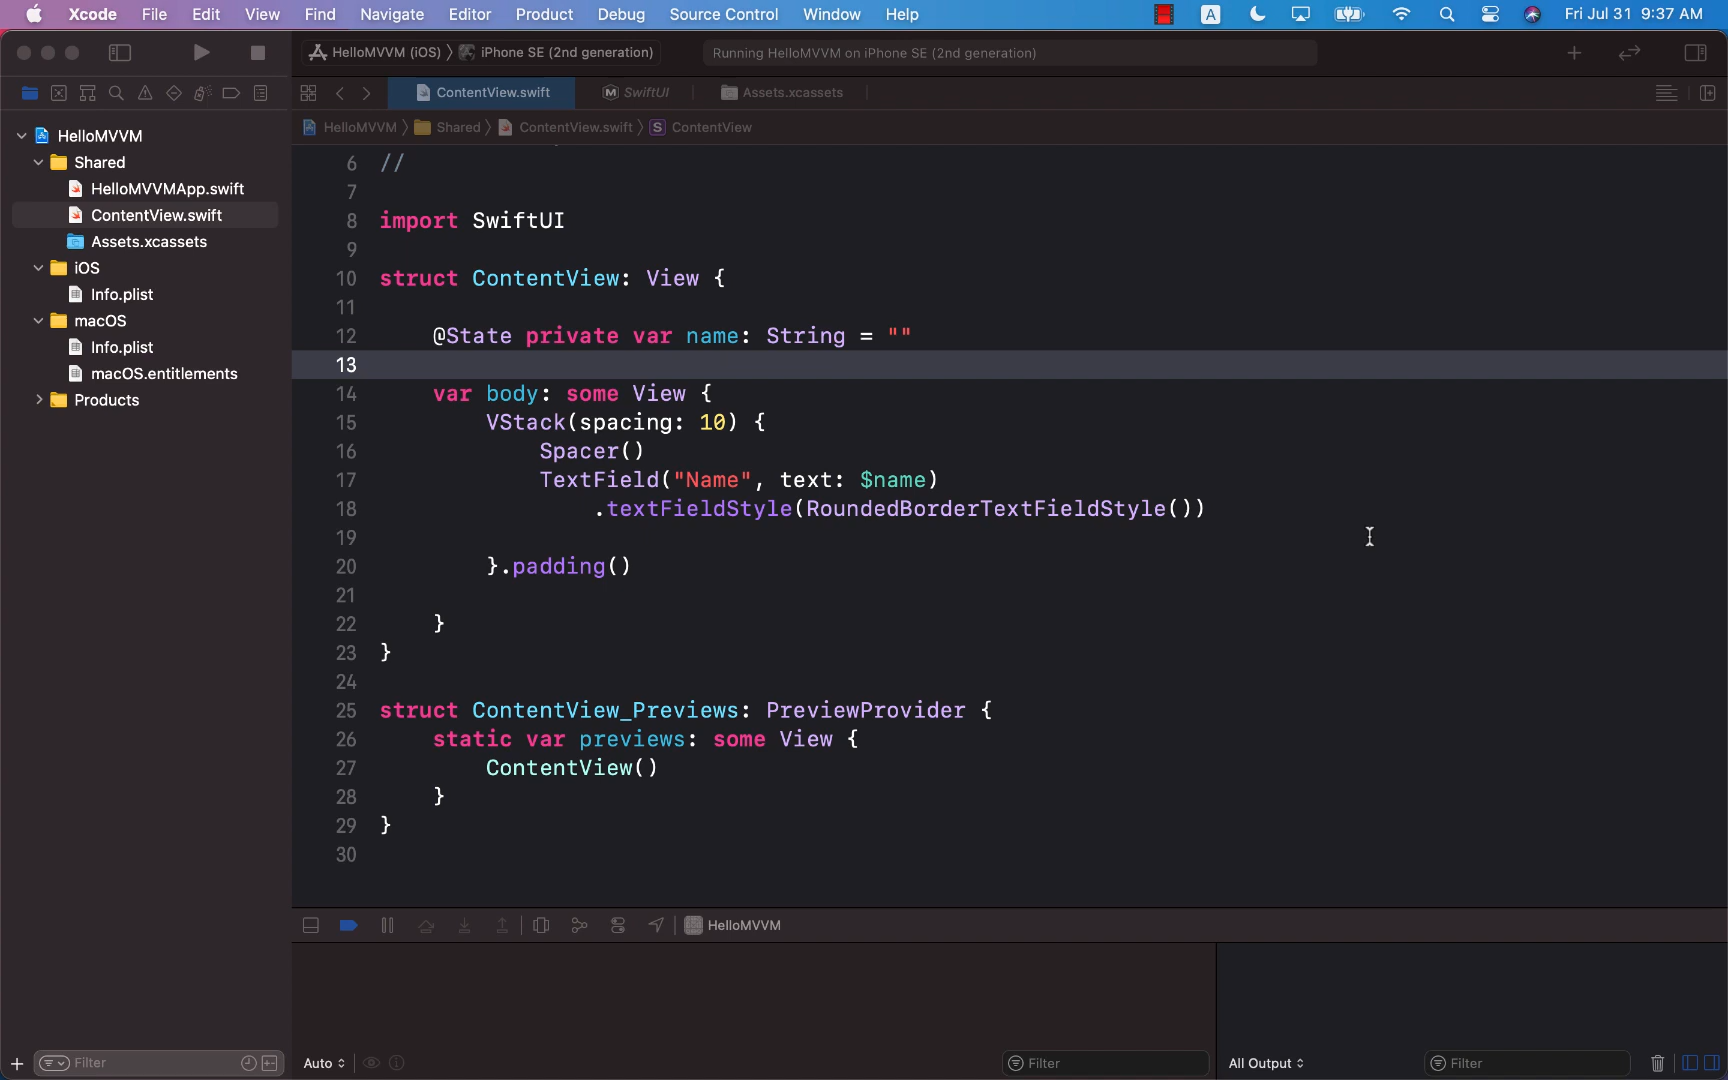 Xcode File Edit View Find Navigate Editor Product Debug Source Control Window Help A Fri Jul 31 9:37 AM
HelloMVVM (iOS) iPhone SE (2nd generation) Running HelloMVVM on iPhone SE (2nd generation)
ContentView.swift SwiftUI Assets.xcassets
HelloMVVM Shared ContentView.swift S ContentView
HelloMVVM
Shared
HelloMVVMApp.swift
ContentView.swift
Assets.xcassets
iOS
Info.plist
macOS
Info.plist
macOS.entitlements
Products
6 //
7
8 import SwiftUI
9
10 struct ContentView: View {
11
12 @State private var name: String = ""
13
14 var body: some View {
15 VStack(spacing: 10) {
16 Spacer()
17 TextField("Name", text: $name)
18 .textFieldStyle(RoundedBorderTextFieldStyle())
19
20 }.padding()
21
22 }
23 }
24
25 struct ContentView_Previews: PreviewProvider {
26 static var previews: some View {
27 ContentView()
28 }
29 }
30
HelloMVVM
Filter
Auto Filter All Output Filter